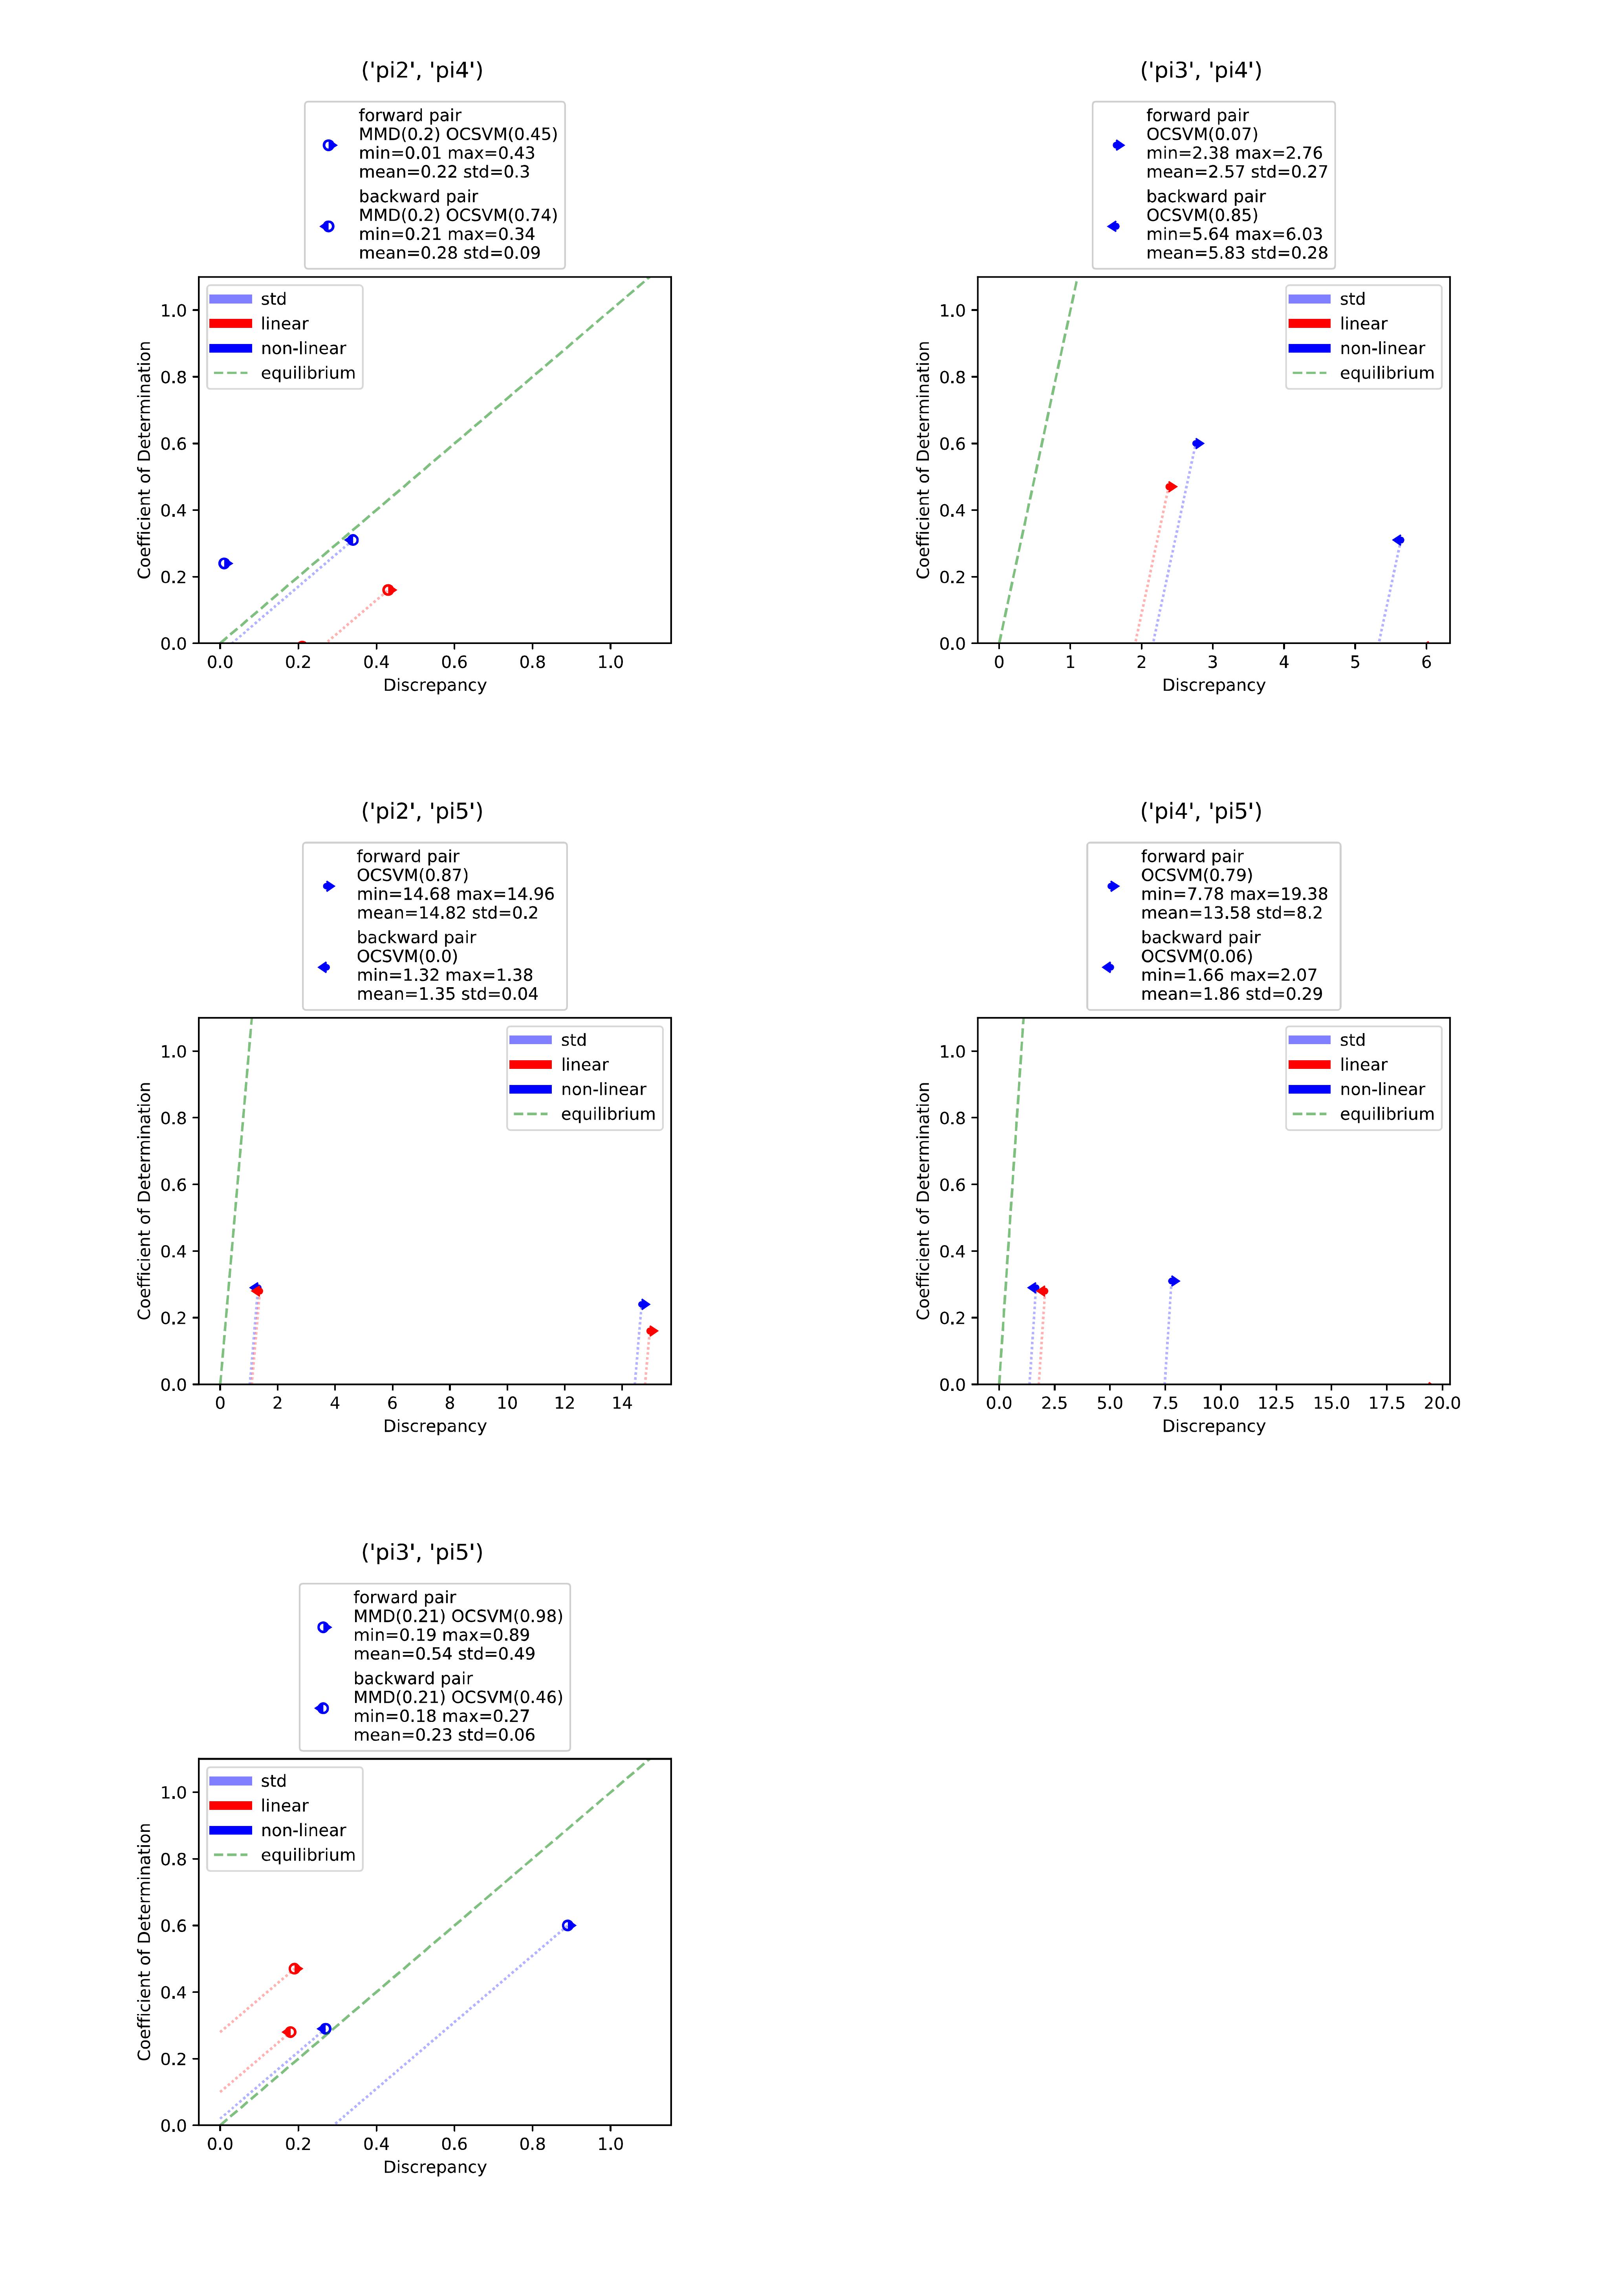 ('pi2', 'pi4')
forward pair
MMD(0.2) OCSVM(0.45)
min=0.01 max=0.43
mean=0.22 std=0.3
backward pair
MMD(0.2) OCSVM(0.74)
min=0.21 max=0.34
mean=0.28 std=0.09
std
linear
non-linear
equilibrium
Coefficient of Determination
1.0
0.8
0.6
0.4
0.2
0.0
0.0 0.2 0.4 0.6 0.8 1.0
Discrepancy
('pi3', 'pi4')
forward pair
OCSVM(0.07)
min=2.38 max=2.76
mean=2.57 std=0.27
backward pair
OCSVM(0.85)
min=5.64 max=6.03
mean=5.83 std=0.28
std
linear
non-linear
equilibrium
Coefficient of Determination
1.0
0.8
0.6
0.4
0.2
0.0
0 1 2 3 4 5 6
Discrepancy
('pi2', 'pi5')
forward pair
OCSVM(0.87)
min=14.68 max=14.96
mean=14.82 std=0.2
backward pair
OCSVM(0.0)
min=1.32 max=1.38
mean=1.35 std=0.04
std
linear
non-linear
equilibrium
Coefficient of Determination
1.0
0.8
0.6
0.4
0.2
0.0
0 2 4 6 8 10 12 14
Discrepancy
('pi4', 'pi5')
forward pair
OCSVM(0.79)
min=7.78 max=19.38
mean=13.58 std=8.2
backward pair
OCSVM(0.06)
min=1.66 max=2.07
mean=1.86 std=0.29
std
linear
non-linear
equilibrium
Coefficient of Determination
1.0
0.8
0.6
0.4
0.2
0.0
0.0 2.5 5.0 7.5 10.0 12.5 15.0 17.5 20.0
Discrepancy
('pi3', 'pi5')
forward pair
MMD(0.21) OCSVM(0.98)
min=0.19 max=0.89
mean=0.54 std=0.49
backward pair
MMD(0.21) OCSVM(0.46)
min=0.18 max=0.27
mean=0.23 std=0.06
std
linear
non-linear
equilibrium
Coefficient of Determination
1.0
0.8
0.6
0.4
0.2
0.0
0.0 0.2 0.4 0.6 0.8 1.0
Discrepancy